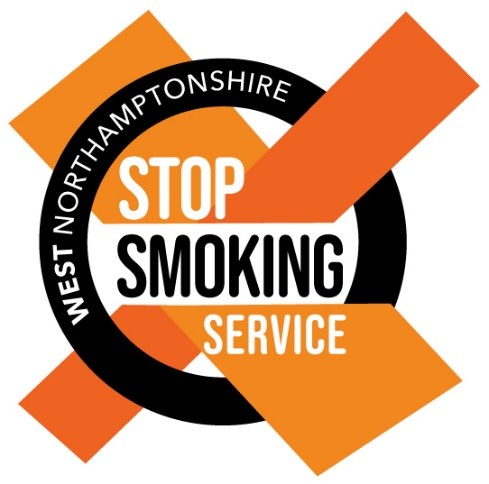 WEST NORTHAMPTONSHIRE
STOP
SMOKING
SERVICE